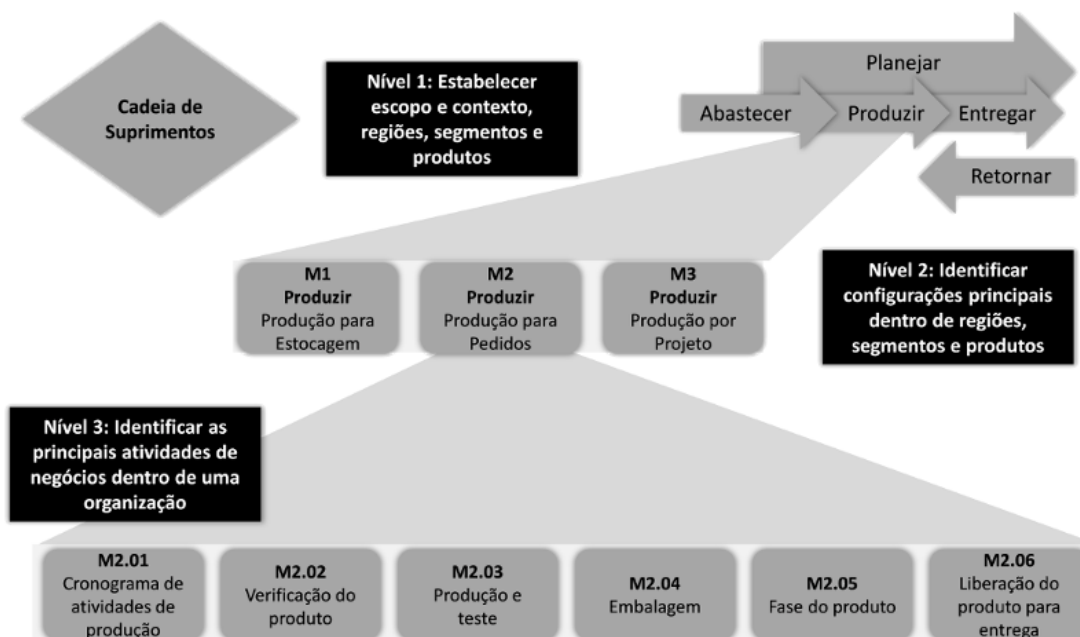 Cadeia de
Suprimentos
Nível 1: Estabelecer
escopo e contexto,
regiões, segmentos e
produtos
Planejar
Abastecer
Produzir
Entregar
Retornar
M1
Produzir
Produção para
Estocagem
M2
Produzir
Produção para
Pedidos
M3
Produzir
Produção por
Projeto
Nível 2: Identificar
configurações principais
dentro de regiões,
segmentos e produtos
Nível 3: Identificar as
principais atividades de
negócios dentro de uma
organização
M2.01
Cronograma de
atividades de
produção
M2.02
Verificação do
produto
M2.03
Produção e
teste
M2.04
Embalagem
M2.05
Fase do produto
M2.06
Liberação do
produto para
entrega